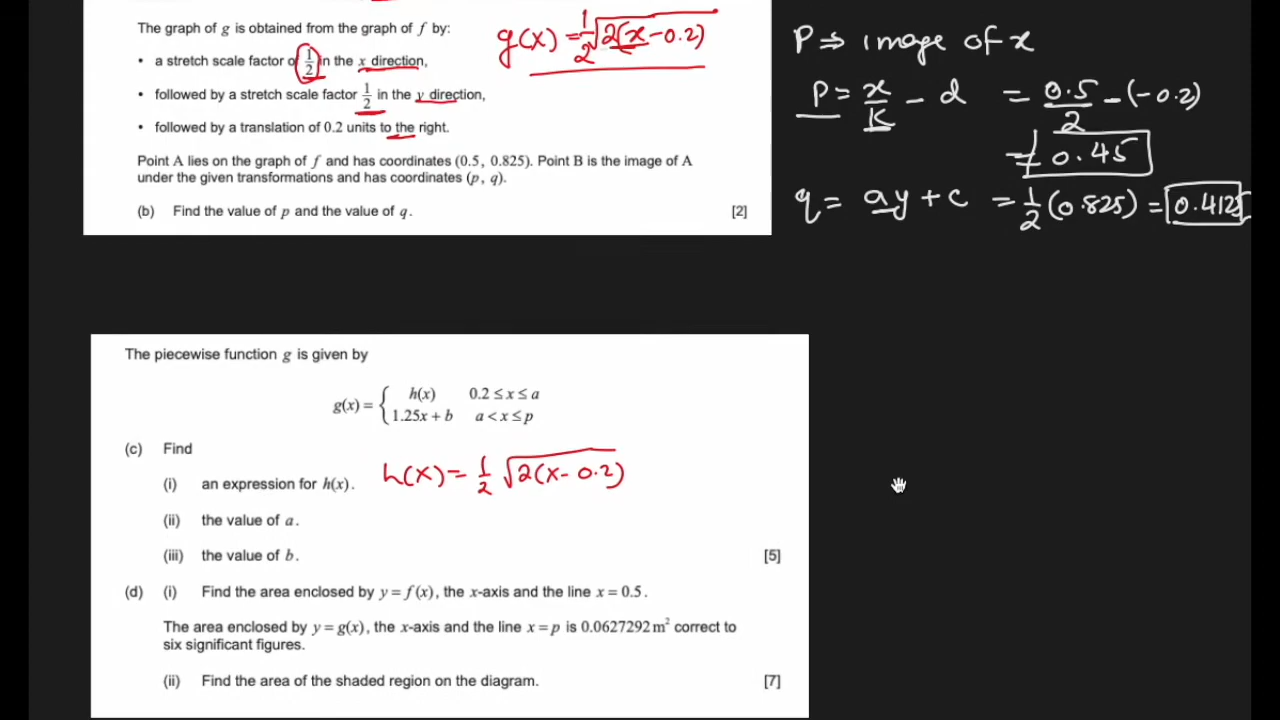 The graph of g is obtained from the graph of f by:
g(x) = 1/2 √2(x-0.2)
• a stretch scale factor of 1/2 in the x direction,
• followed by a stretch scale factor 1/2 in the y direction,
• followed by a translation of 0.2 units to the right.
Point A lies on the graph of f and has coordinates (0.5, 0.825). Point B is the image of A
under the given transformations and has coordinates (p, q).
(b) Find the value of p and the value of q. [2]
P ⇒ image of x
P = x/k - d = 0.5/2 - (-0.2)
= 0.45
q = ay + c = 1/2 (0.825) = 0.4125
The piecewise function g is given by
g(x) = { h(x) 0.2 ≤ x ≤ a
1.25x + b a < x ≤ p
(c) Find
(i) an expression for h(x). h(x) = 1/2 √2(x-0.2)
(ii) the value of a.
(iii) the value of b. [5]
(d) (i) Find the area enclosed by y = f(x), the x-axis and the line x = 0.5.
The area enclosed by y = g(x), the x-axis and the line x = p is 0.0627292 m² correct to
six significant figures.
(ii) Find the area of the shaded region on the diagram. [7]